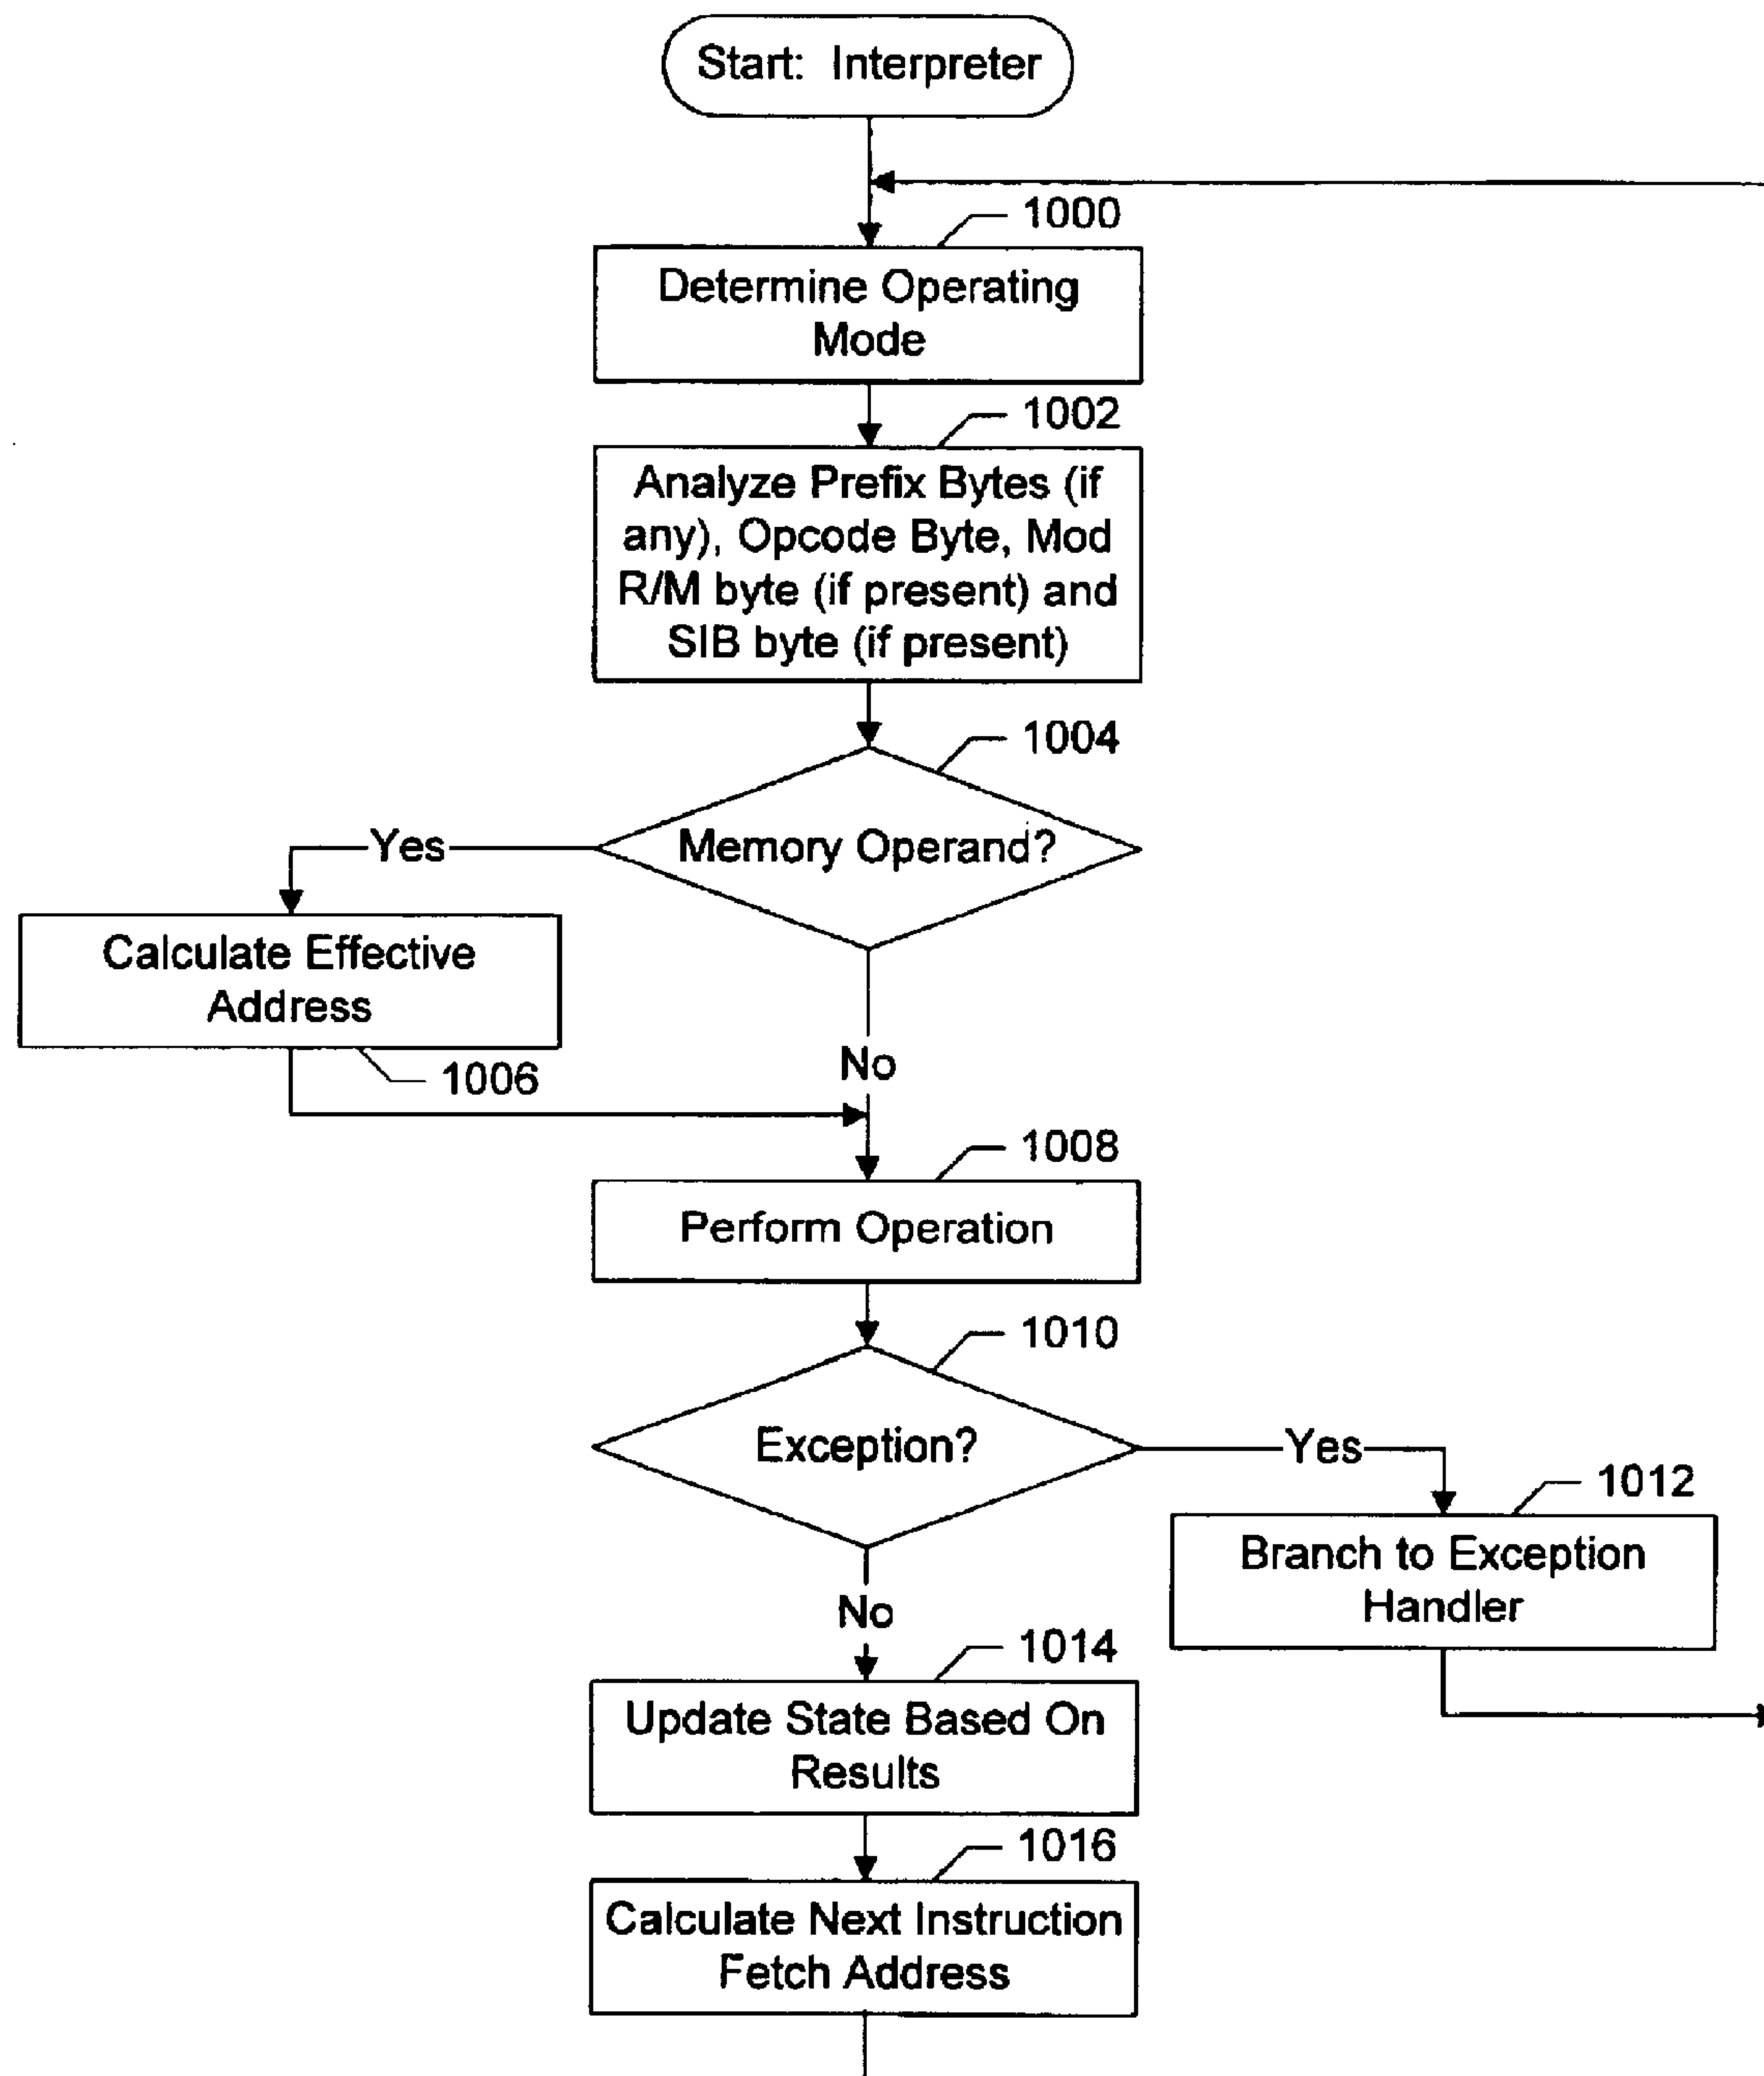 Start: Interpreter
1000
Determine Operating
Mode
1002
Analyze Prefix Bytes (if
any), Opcode Byte, Mod
R/M byte (if present) and
SIB byte (if present)
1004
Memory Operand?
Yes
Calculate Effective
Address
1006
No
1008
Perform Operation
1010
Exception?
Yes
1012
Branch to Exception
Handler
No
1014
Update State Based On
Results
1016
Calculate Next Instruction
Fetch Address